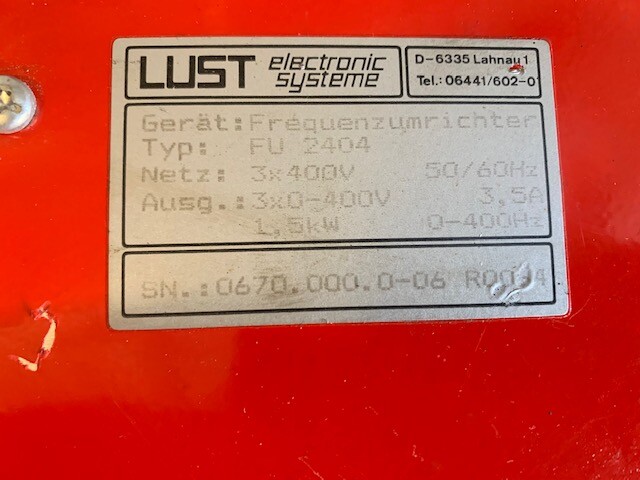 LUST electronic systeme
D-6335 Lahnau 1
Tel.: 06441/602-0
Gerät: Frequenzumrichter
Typ: FU 2404
Netz: 3x400V 50/60Hz
Ausg.: 3x0-400V 3,5A
1,5kW 0-400Hz
SN.: 0670.000.0-06